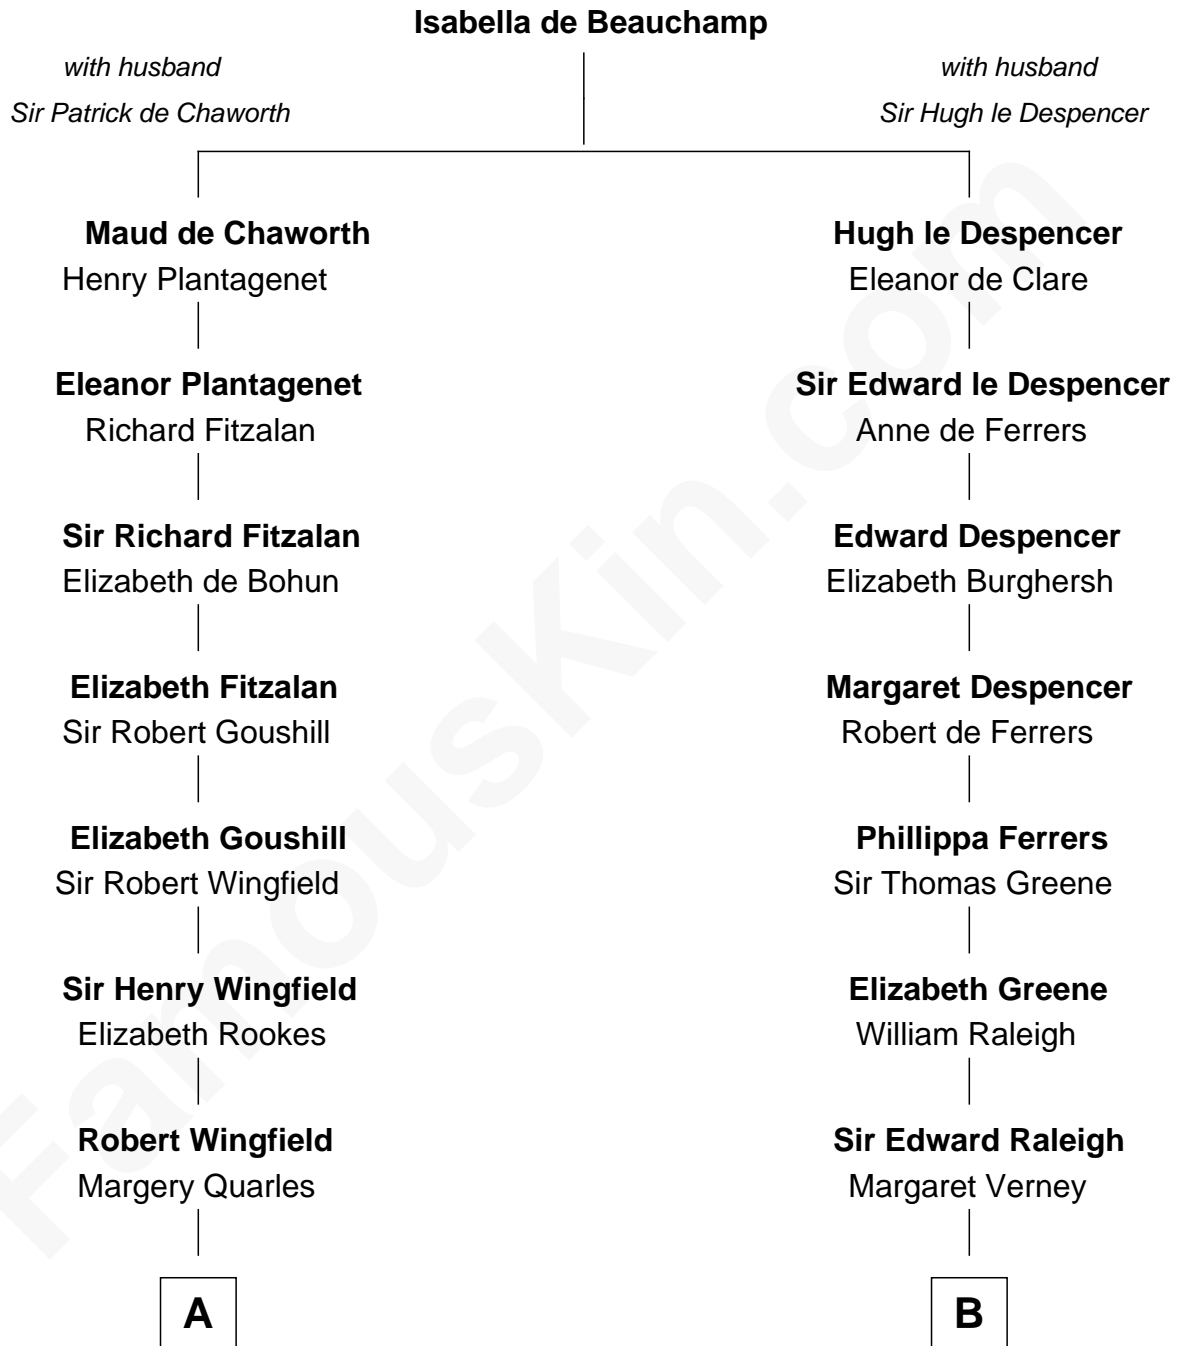 Isabella de Beauchamp
with husband
Sir Patrick de Chaworth
with husband
Sir Hugh le Despencer
Maud de Chaworth
Henry Plantagenet
Hugh le Despencer
Eleanor de Clare
Eleanor Plantagenet
Richard Fitzalan
Sir Edward le Despencer
Anne de Ferrers
Sir Richard Fitzalan
Elizabeth de Bohun
Edward Despencer
Elizabeth Burghersh
Elizabeth Fitzalan
Sir Robert Goushill
Margaret Despencer
Robert de Ferrers
Elizabeth Goushill
Sir Robert Wingfield
Phillippa Ferrers
Sir Thomas Greene
Sir Henry Wingfield
Elizabeth Rookes
Elizabeth Greene
William Raleigh
Robert Wingfield
Margery Quarles
Sir Edward Raleigh
Margaret Verney
A
B
FamousKin.com